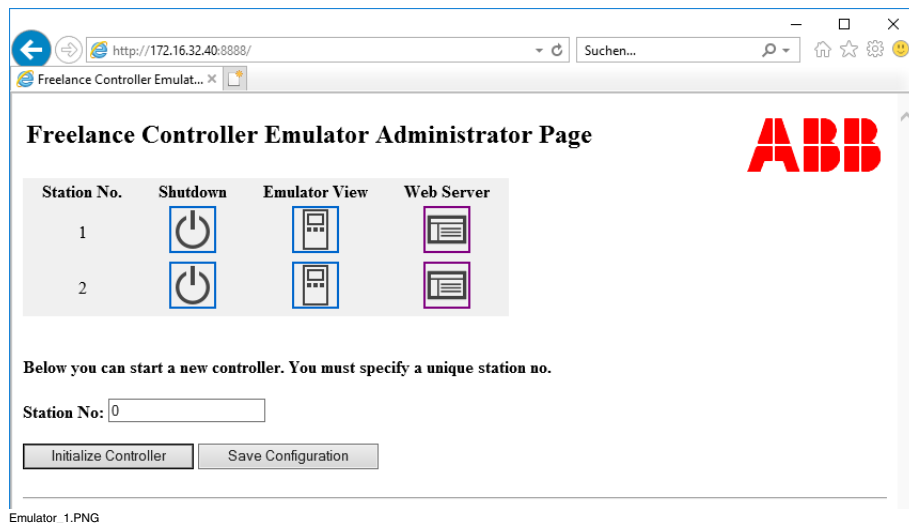 http://172.16.32.40:8888/
Suchen...
Freelance Controller Emulat...
Freelance Controller Emulator Administrator Page
ABB
Station No. Shutdown Emulator View Web Server
1
2
Below you can start a new controller. You must specify a unique station no.
Station No: 0
Initialize Controller Save Configuration
Emulator_1.PNG